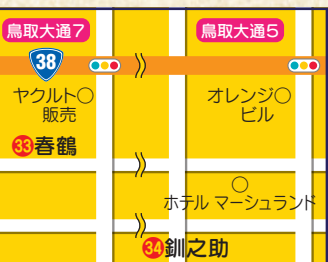 鳥取大通7
鳥取大通5
38
ヤクルト
販売
オレンジ
ビル
33春鶴
ホテル マーシュランド
34釧之助